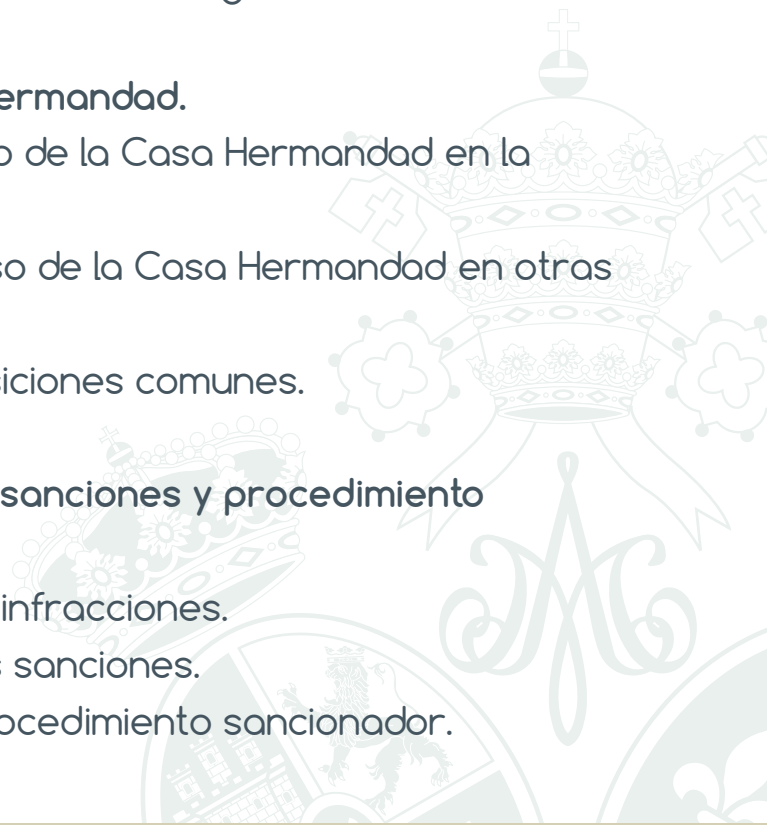 ermandad.
o de la Casa Hermandad en la
so de la Casa Hermandad en otras
siciones comunes.
sanciones y procedimiento
infracciones.
s sanciones.
ocedimiento sancionador.